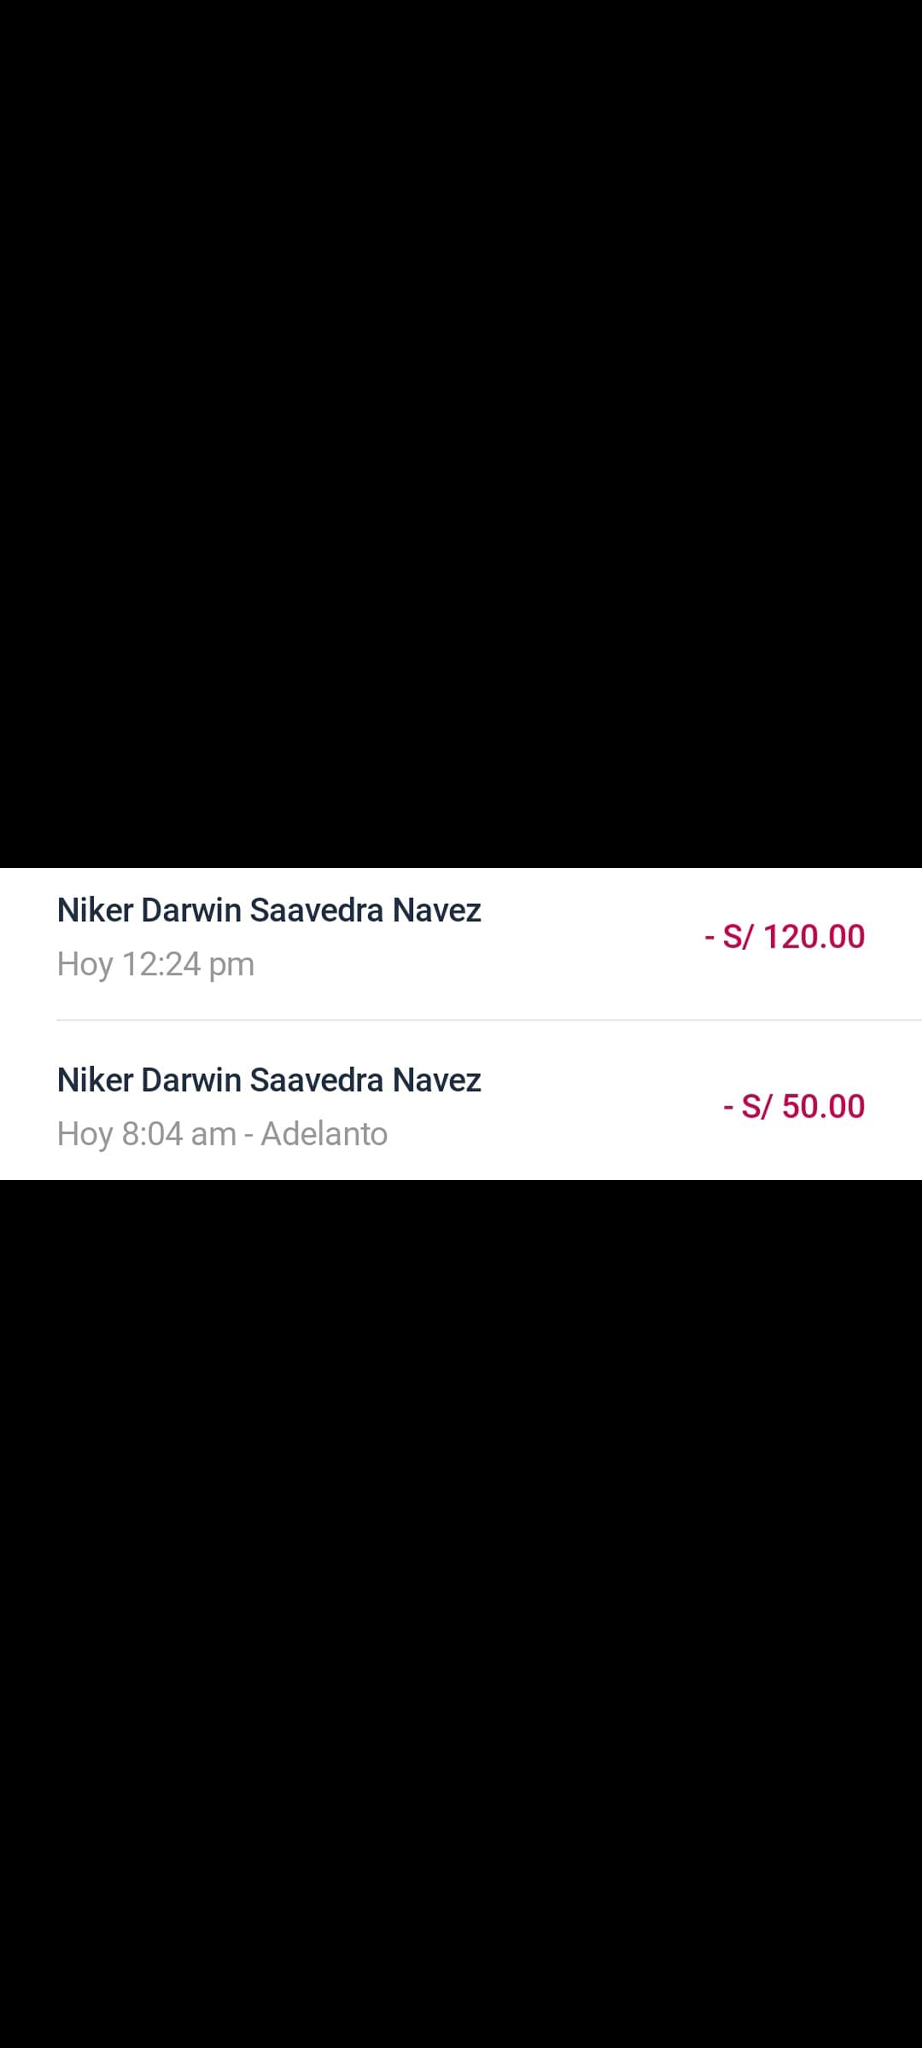 Niker Darwin Saavedra Navez
- S/ 120.00
Hoy 12:24 pm
Niker Darwin Saavedra Navez
- S/ 50.00
Hoy 8:04 am - Adelanto